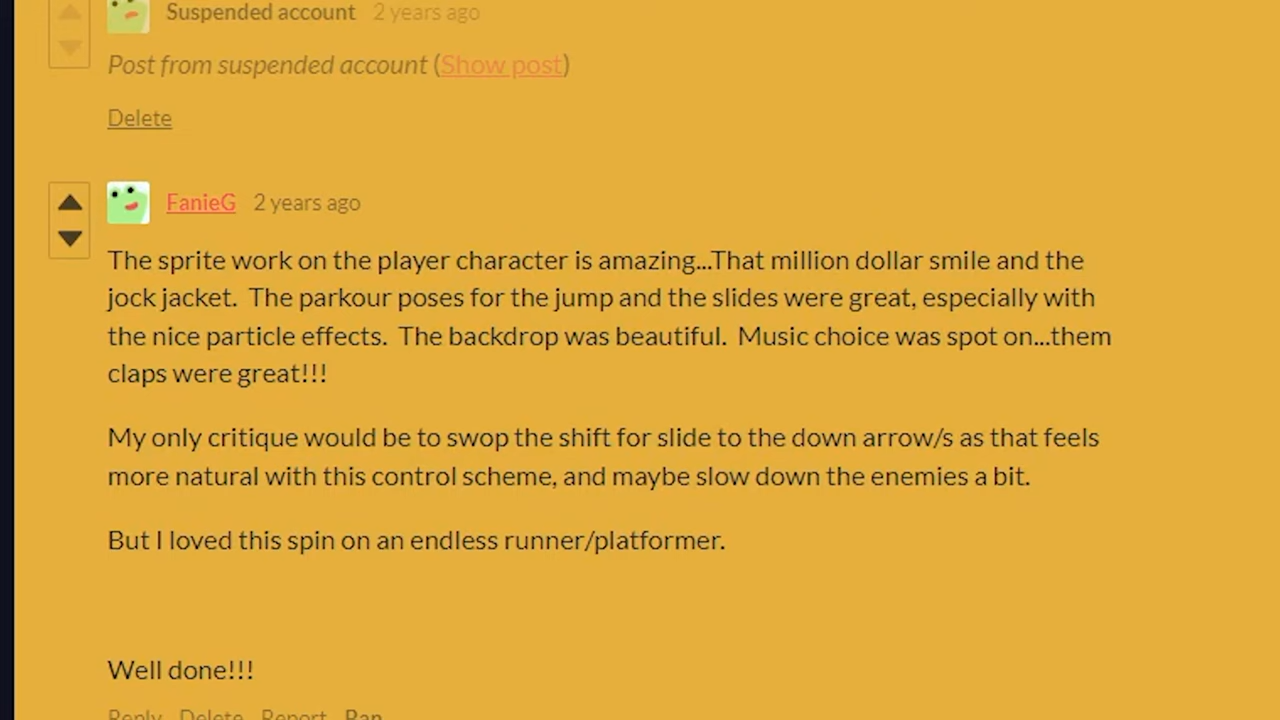 Suspended account 2 years ago
Post from suspended account (Show post)
Delete
FanieG 2 years ago
The sprite work on the player character is amazing...That million dollar smile and the
jock jacket.  The parkour poses for the jump and the slides were great, especially with
the nice particle effects.  The backdrop was beautiful.  Music choice was spot on...them
claps were great!!!
My only critique would be to swop the shift for slide to the down arrow/s as that feels
more natural with this control scheme, and maybe slow down the enemies a bit.
But I loved this spin on an endless runner/platformer.
Well done!!!
Reply Delete Report Ban